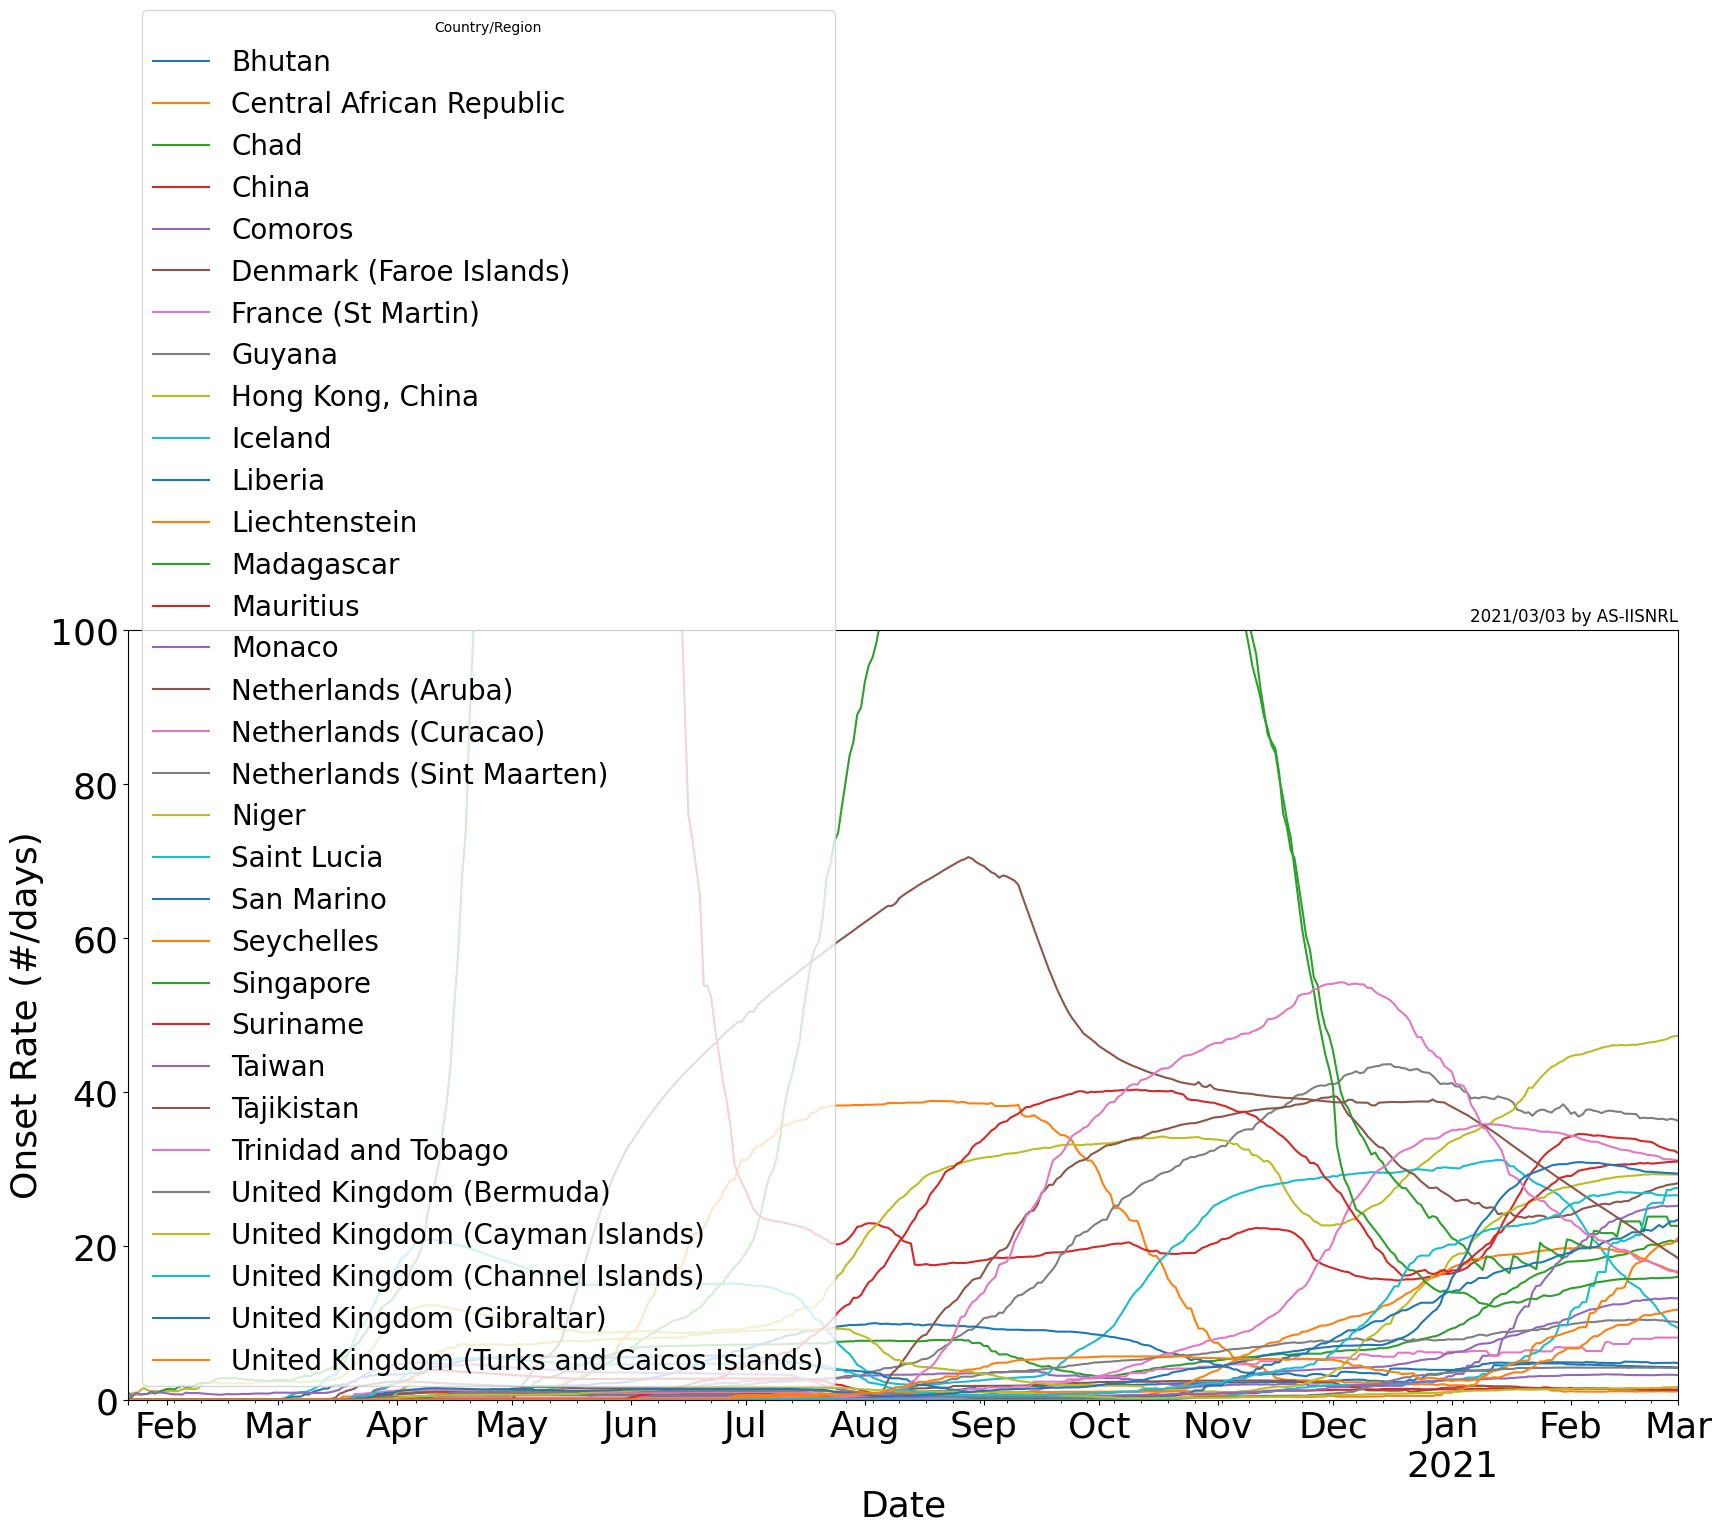 Country/Region
Bhutan
Central African Republic
Chad
China
Comoros
Denmark (Faroe Islands)
France (St Martin)
Guyana
Hong Kong, China
Iceland
Liberia
Liechtenstein
Madagascar
Mauritius
Monaco
Netherlands (Aruba)
Netherlands (Curacao)
Netherlands (Sint Maarten)
Niger
Saint Lucia
San Marino
Seychelles
Singapore
Suriname
Taiwan
Tajikistan
Trinidad and Tobago
United Kingdom (Bermuda)
United Kingdom (Cayman Islands)
United Kingdom (Channel Islands)
United Kingdom (Gibraltar)
United Kingdom (Turks and Caicos Islands)
2021/03/03 by AS-IISNRL
100
80
60
40
20
0
Onset Rate (#/days)
Feb Mar Apr May Jun Jul Aug Sep Oct Nov Dec Jan Feb Mar
2021
Date